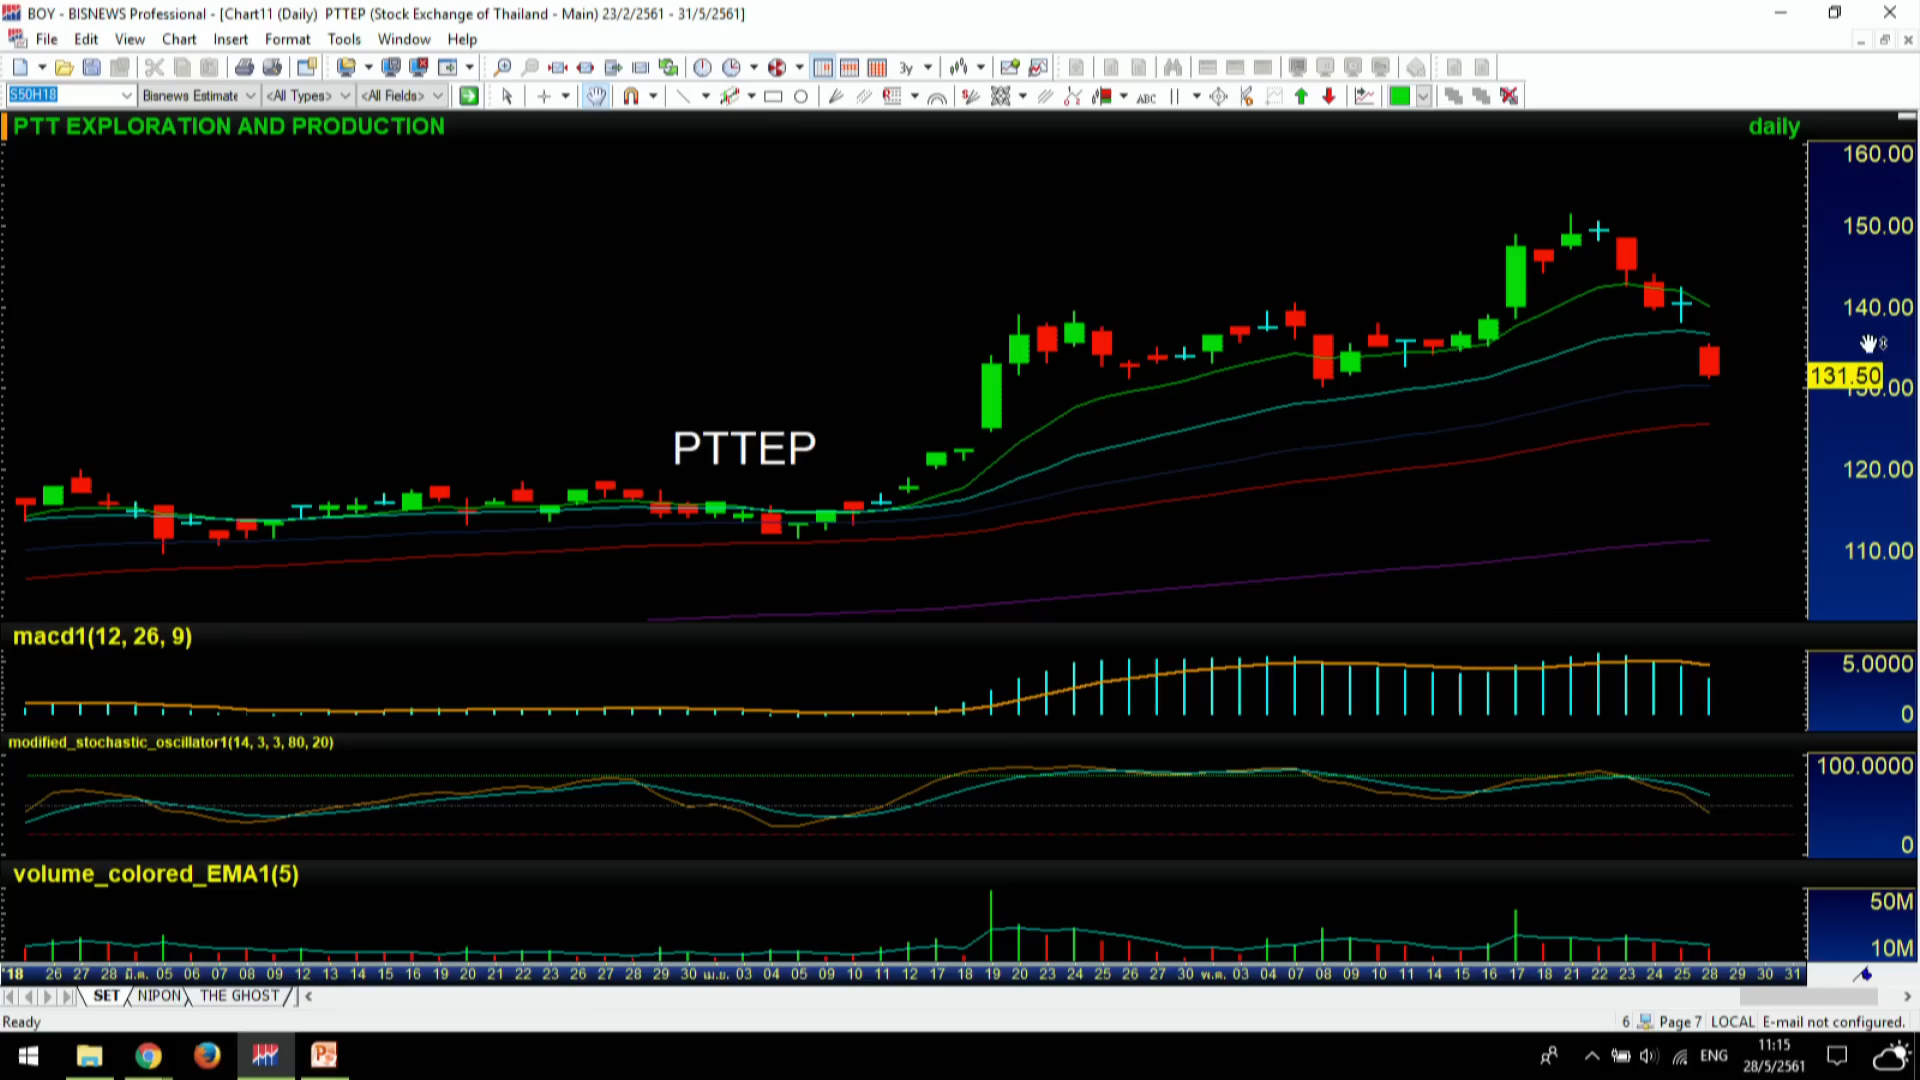 BOY - BISNEWS Professional - [Chart11 (Daily)  PTTEP (Stock Exchange of Thailand - Main) 23/2/2561 - 31/5/2561]
File Edit View Chart Insert Format Tools Window Help
3y
S50H18 Bisnews Estimate <All Types> <All Fields> ABC
PTT EXPLORATION AND PRODUCTION daily
160.00
150.00
140.00
131.50
120.00
110.00
PTTEP
macd1(12, 26, 9)
5.0000
0
modified_stochastic_oscillator1(14, 3, 3, 80, 20)
100.0000
0
volume_colored_EMA1(5)
50M
10M
'18 26 27 28 มี.ค. 05 06 07 08 09 12 13 14 15 16 19 20 21 22 23 26 27 28 29 30 เม.ย. 03 04 05 09 10 11 12 17 18 19 20 23 24 25 26 27 30 พ.ค. 03 04 07 08 09 10 11 14 15 16 17 18 21 22 23 24 25 28 29 30 31
SET NIPON THE GHOST
Ready 6 Page 7 LOCAL E-mail not configured.
ENG 11:15
28/5/2561